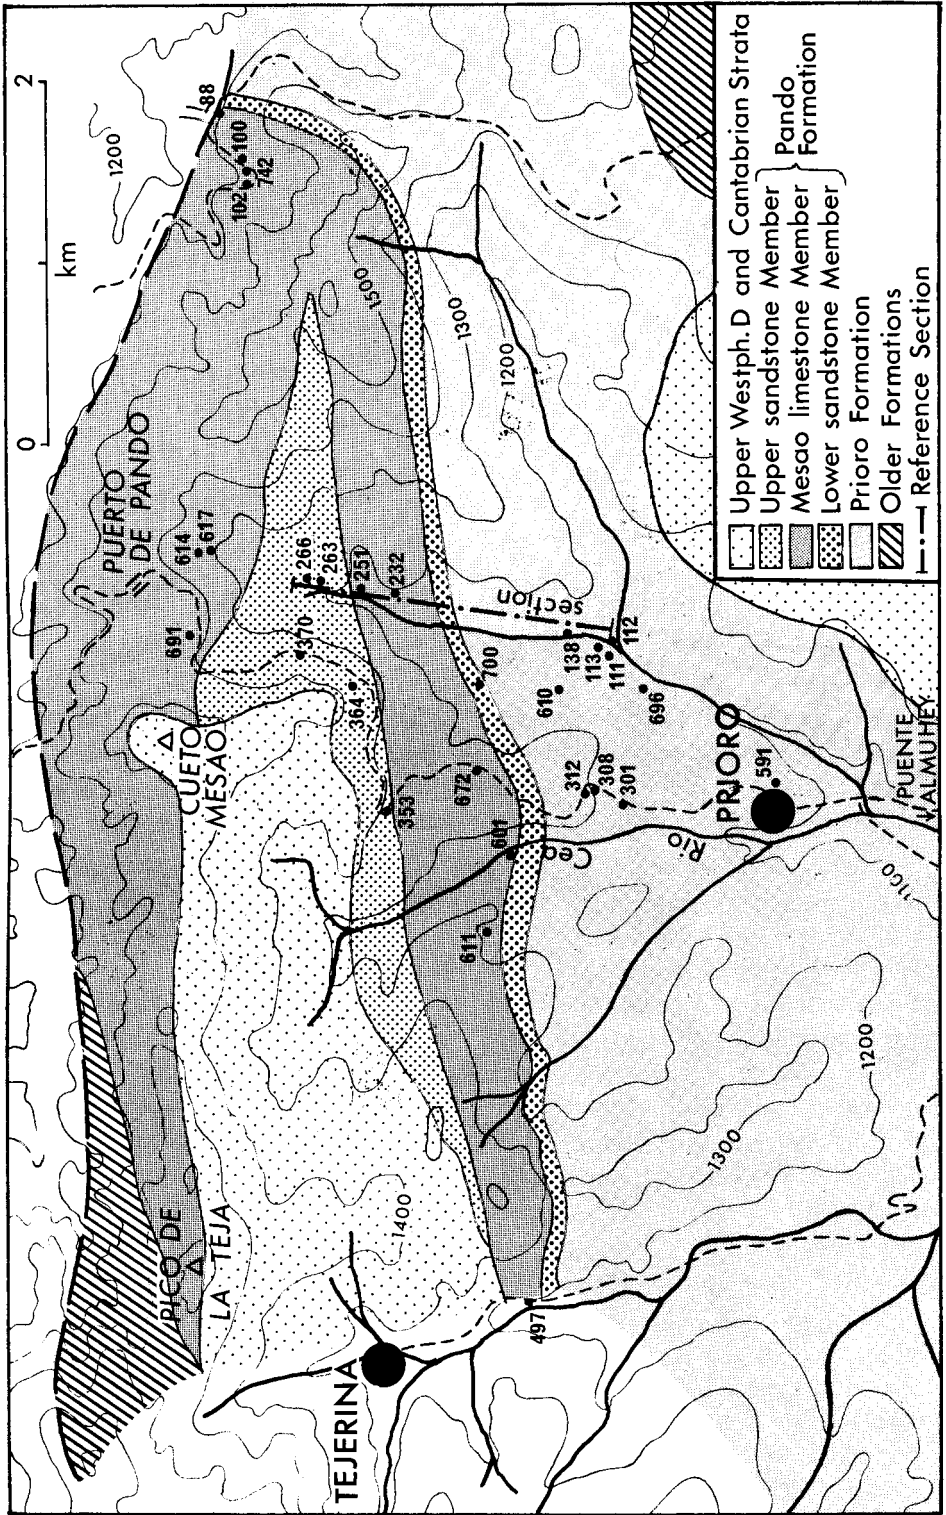 0
2
km
1200
88
100
742
102
PUERTO
DE PANDO
1500
1300
1200
614
617
691
266
263
251
232
370
364
700
section
138
113
111
112
610
696
CUETO
MESAO
353
672
601
611
312
308
301
Cea
Rio
PRIORO
591
PUENTE
ALMUHEY
1100
1200
1300
1400
PICO DE
LA TEJA
TEJERINA
497
Upper Westph. D and Cantabrian Strata
Upper sandstone Member
Mesao limestone Member
Lower sandstone Member
Pando
Formation
Prioro Formation
Older Formations
Reference Section